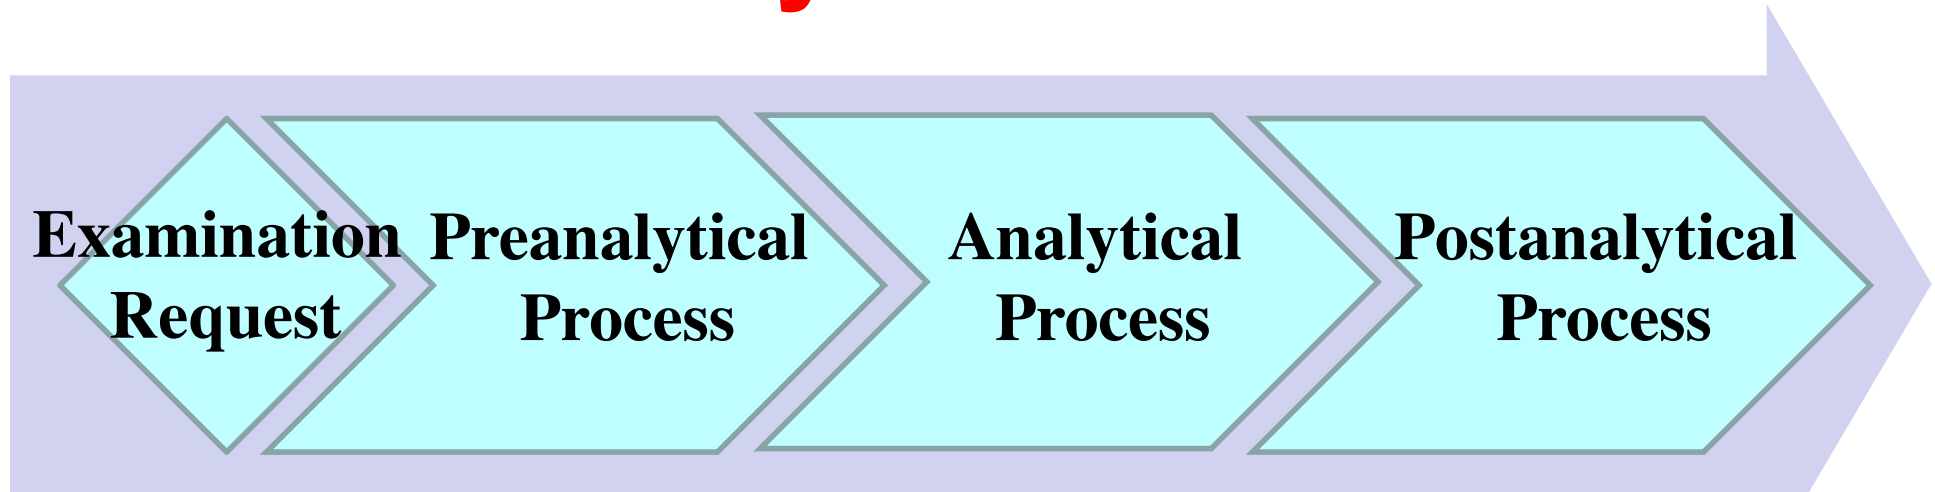 Examination
Request
Preanalytical
Process
Analytical
Process
Postanalytical
Process